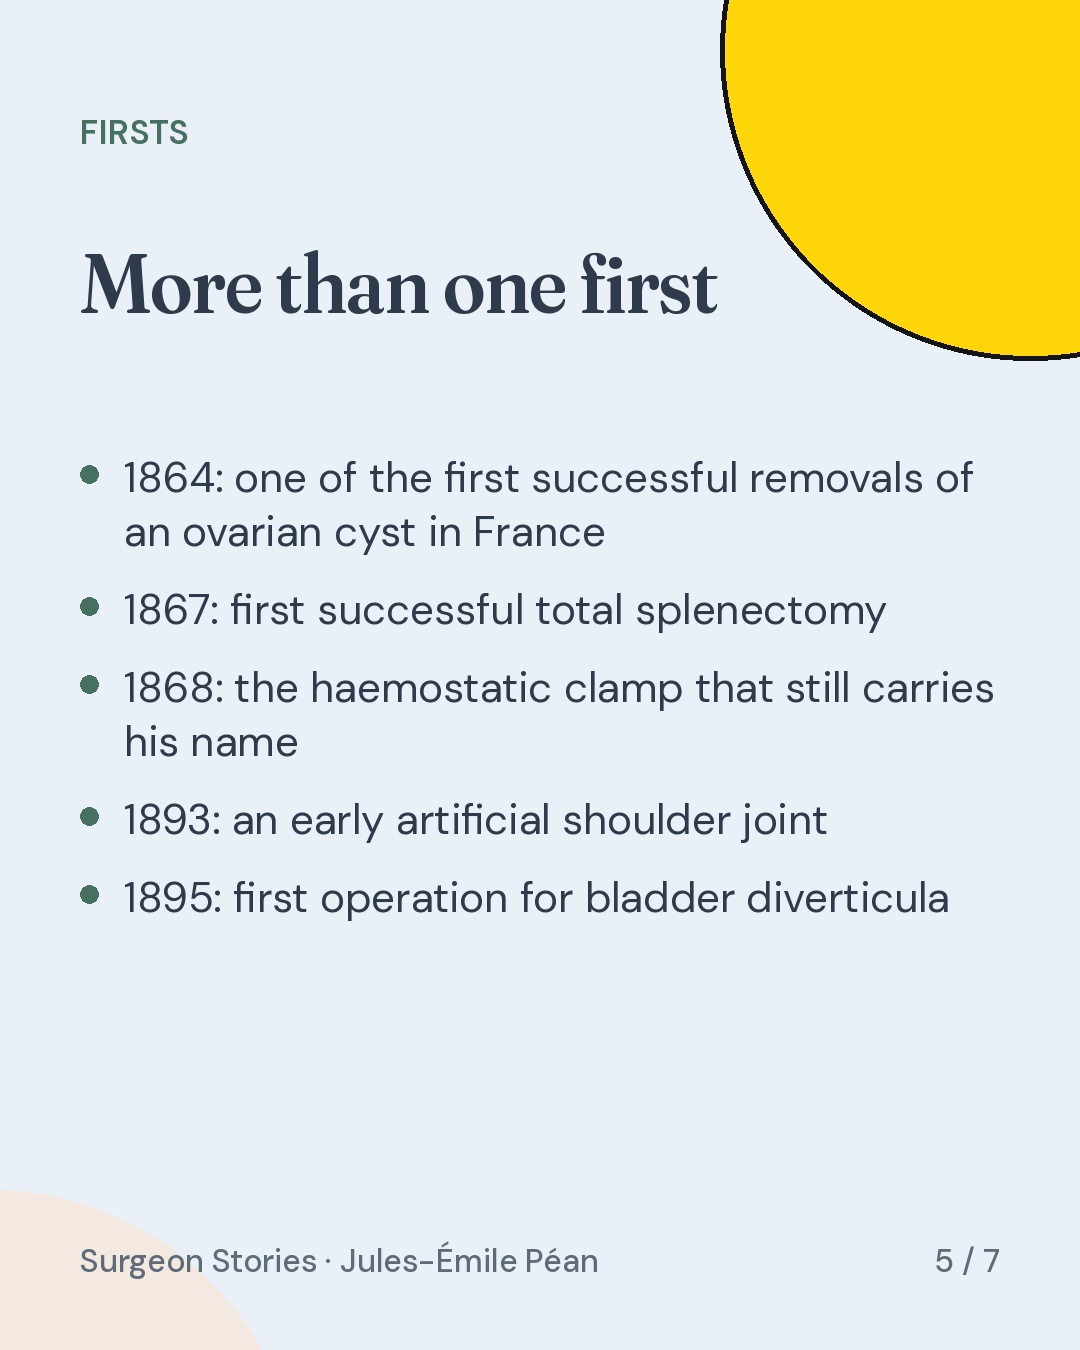 FIRSTS
More than one first
1864: one of the first successful removals of
an ovarian cyst in France
1867: first successful total splenectomy
1868: the haemostatic clamp that still carries
his name
1893: an early artificial shoulder joint
1895: first operation for bladder diverticula
Surgeon Stories · Jules-Émile Péan
5 / 7